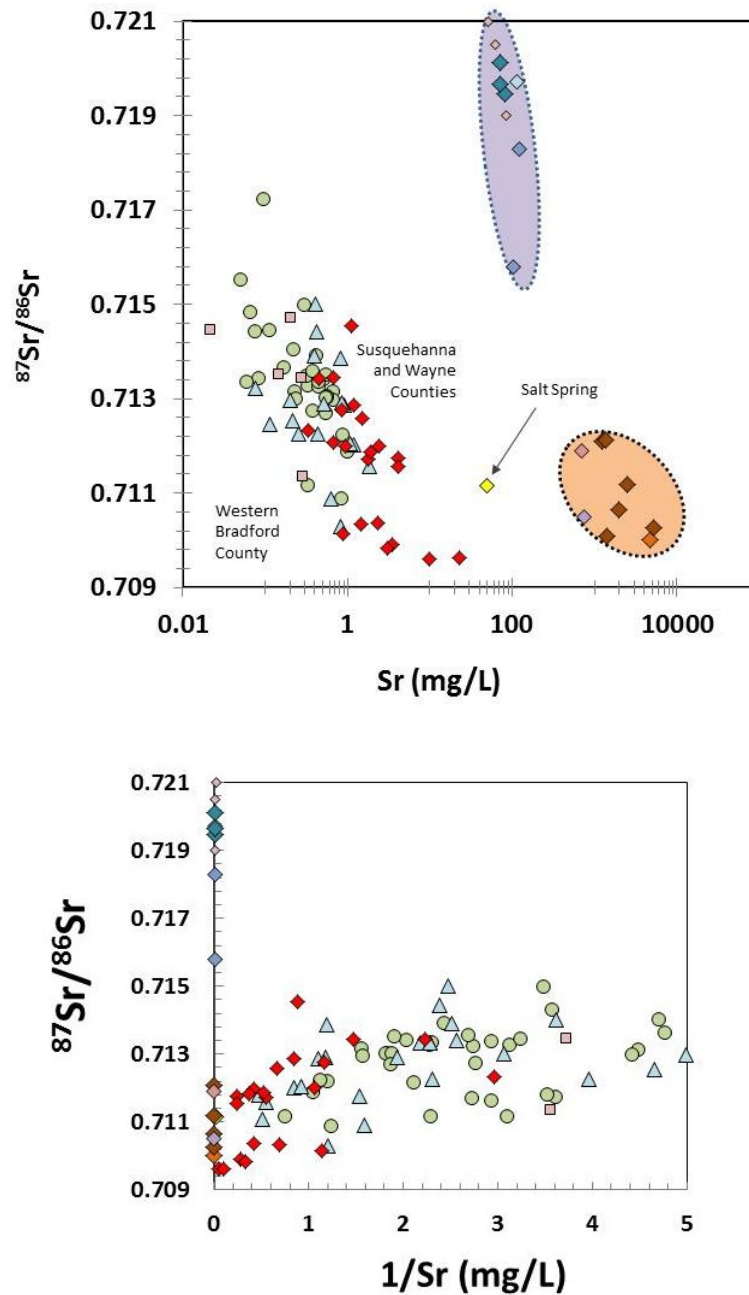 0.721
0.719
0.717
0.715
0.713
0.711
0.709
⁸⁷Sr/⁸⁶Sr
Susquehanna
and Wayne
Counties
Salt Spring
Western
Bradford
County
0.01 1 100 10000
Sr (mg/L)
0.721
0.719
0.717
0.715
0.713
0.711
0.709
⁸⁷Sr/⁸⁶Sr
0 1 2 3 4 5
1/Sr (mg/L)